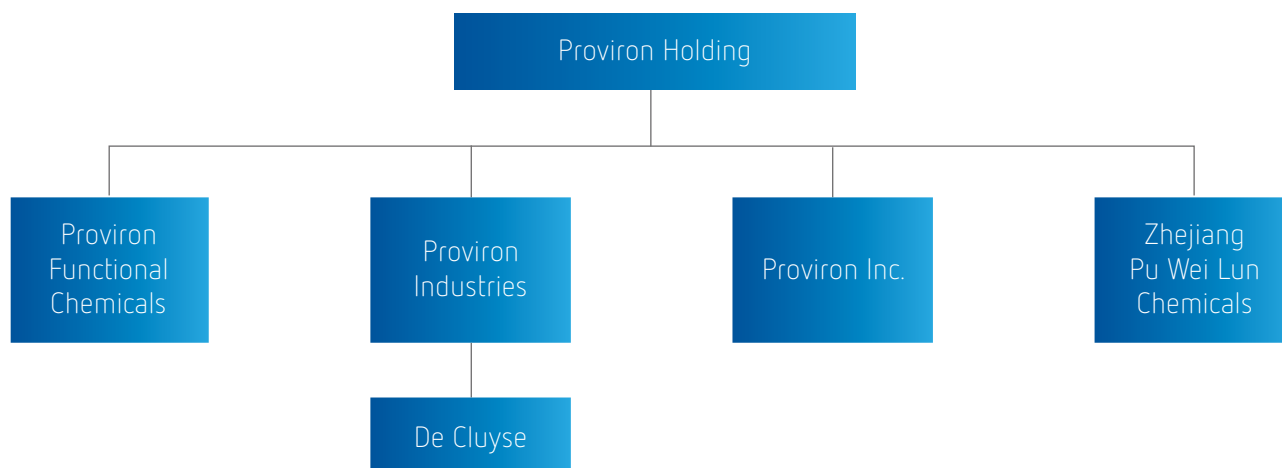 Proviron Holding
Proviron
Functional
Chemicals
Proviron
Industries
Proviron Inc.
Zhejiang
Pu Wei Lun
Chemicals
De Cluyse